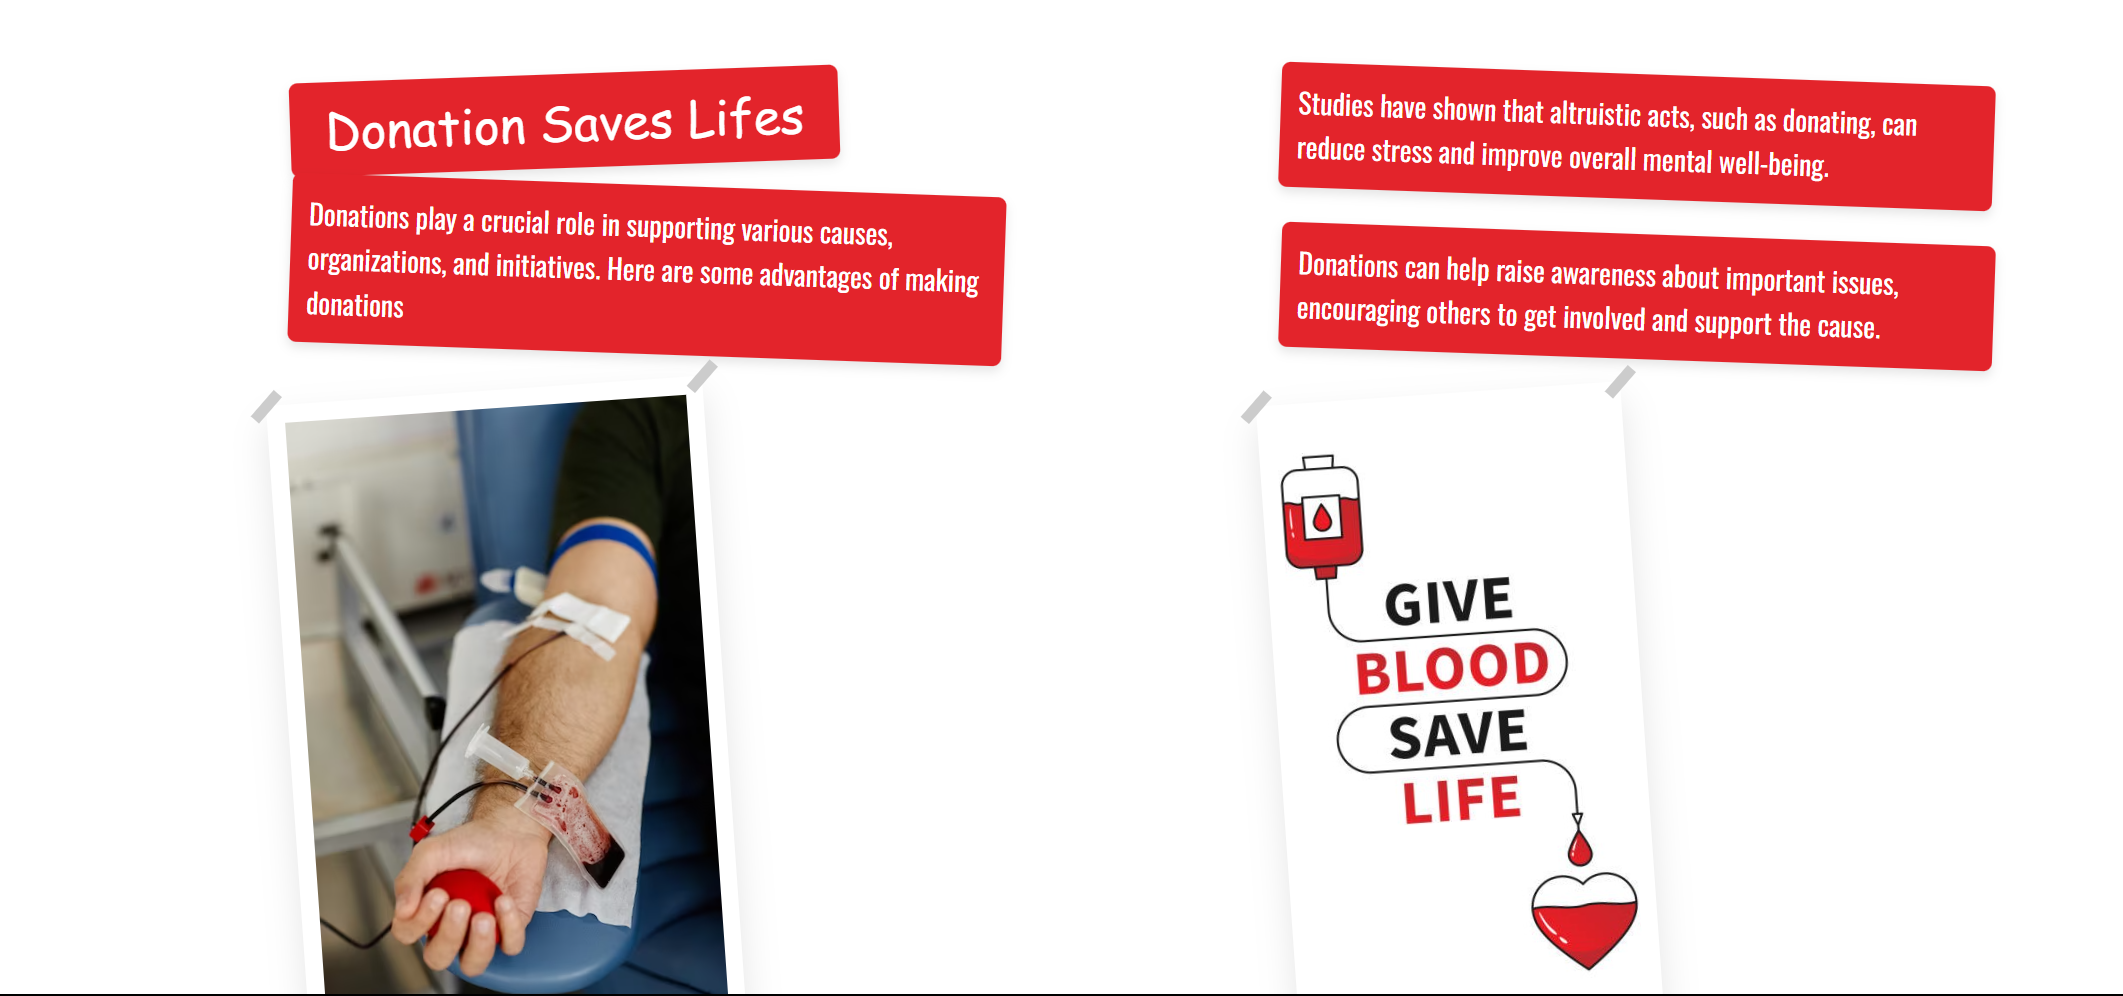 Donation Saves Lifes
Donations play a crucial role in supporting various causes,
organizations, and initiatives. Here are some advantages of making
donations
Studies have shown that altruistic acts, such as donating, can
reduce stress and improve overall mental well-being.
Donations can help raise awareness about important issues,
encouraging others to get involved and support the cause.
GIVE
BLOOD
SAVE
LIFE